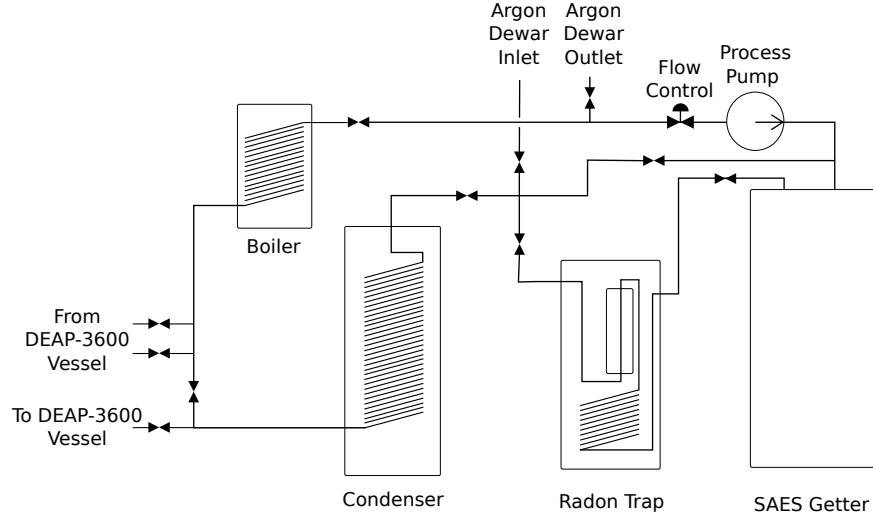 Argon
Dewar
Inlet
Argon
Dewar
Outlet
Flow
Control
Process
Pump
Boiler
From
DEAP-3600
Vessel
To DEAP-3600
Vessel
Condenser
Radon Trap
SAES Getter